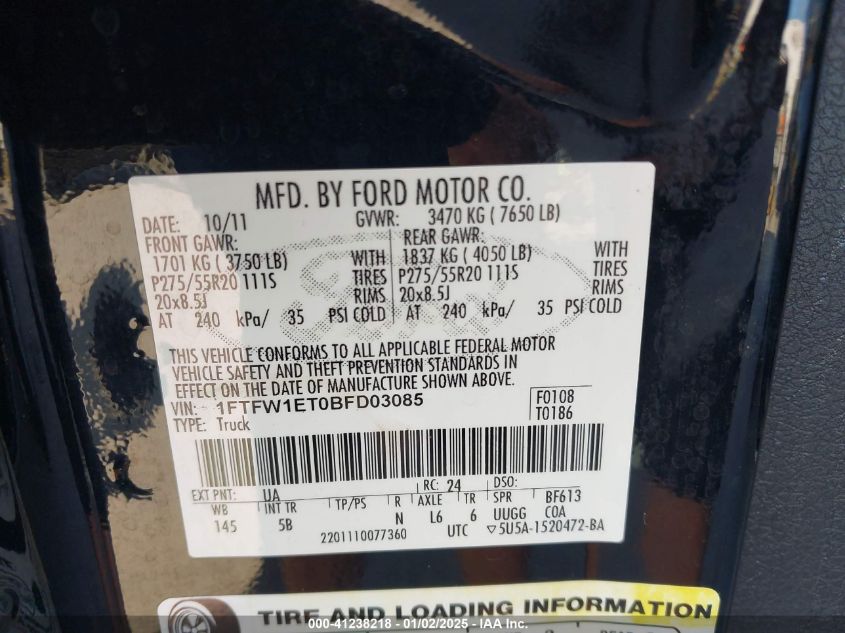 MFD. BY FORD MOTOR CO.
DATE: 10/11 GVWR: 3470 KG ( 7650 LB)
FRONT GAWR: REAR GAWR:
1701 KG ( 3750 LB) WITH 1837 KG ( 4050 LB) WITH
P275/55R20 111S TIRES P275/55R20 111S TIRES
20x8.5J RIMS 20x8.5J RIMS
AT 240 kPa/ 35 PSI COLD AT 240 kPa/ 35 PSI COLD
THIS VEHICLE CONFORMS TO ALL APPLICABLE FEDERAL MOTOR
VEHICLE SAFETY AND THEFT PREVENTION STANDARDS IN
EFFECT ON THE DATE OF MANUFACTURE SHOWN ABOVE.
VIN: 1FTFW1ET0BFD03085 F0108
TYPE: Truck T0186
EXT PNT: UA RC: 24 DSO:
WB INT TR TP/PS R AXLE TR SPR BF613
145 5B N L6 6 UUGG COA
2201110077360 UTC 5U5A-1520472-BA
TIRE AND LOADING INFORMATION
000-41238218 - 01/02/2025 - IAA Inc.